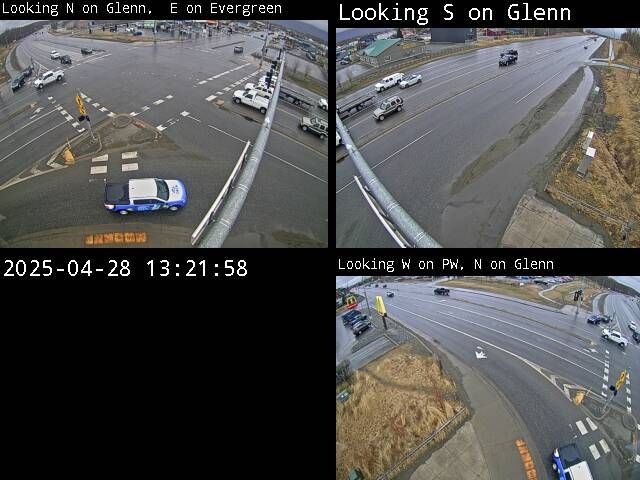 Looking N on Glenn, E on Evergreen
Looking S on Glenn
2025-04-28 13:21:58
Looking W on PW, N on Glenn